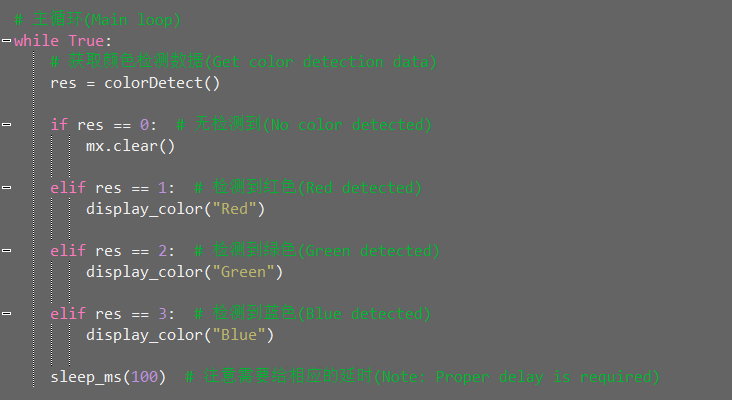 # 主循环(Main loop)
while True:
    # 获取颜色检测数据(Get color detection data)
    res = colorDetect()
    if res == 0:  # 无检测到(No color detected)
        mx.clear()
    elif res == 1:  # 检测到红色(Red detected)
        display_color("Red")
    elif res == 2:  # 检测到绿色(Green detected)
        display_color("Green")
    elif res == 3:  # 检测到蓝色(Blue detected)
        display_color("Blue")
    sleep_ms(100)  # 注意需要给相应的延时(Note: Proper delay is required)